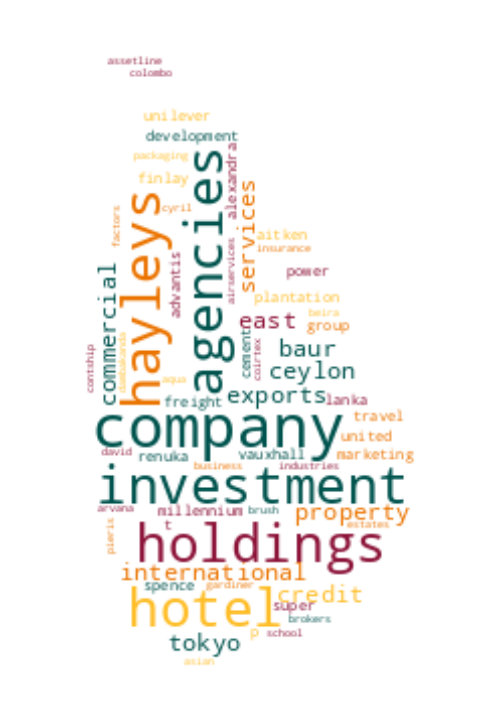 assetline
colombo
unilever
development
packaging
finlay
alexandra
agencies
hayleys
cyril
services
factors
aitken
insurance
airservices
advantis
commercial
power
plantation
beira
east
group
cement
coirtex
baur
contship
dambakanda
ceylon
aqua
exports
freight
lanka
company
travel
united
david
renuka
vauxhall
marketing
business
industries
investment
arvana
millennium
brush
property
pieris
t
estates
holdings
international
spence
gardiner
credit
hotel
super
brokers
p
school
tokyo
asian